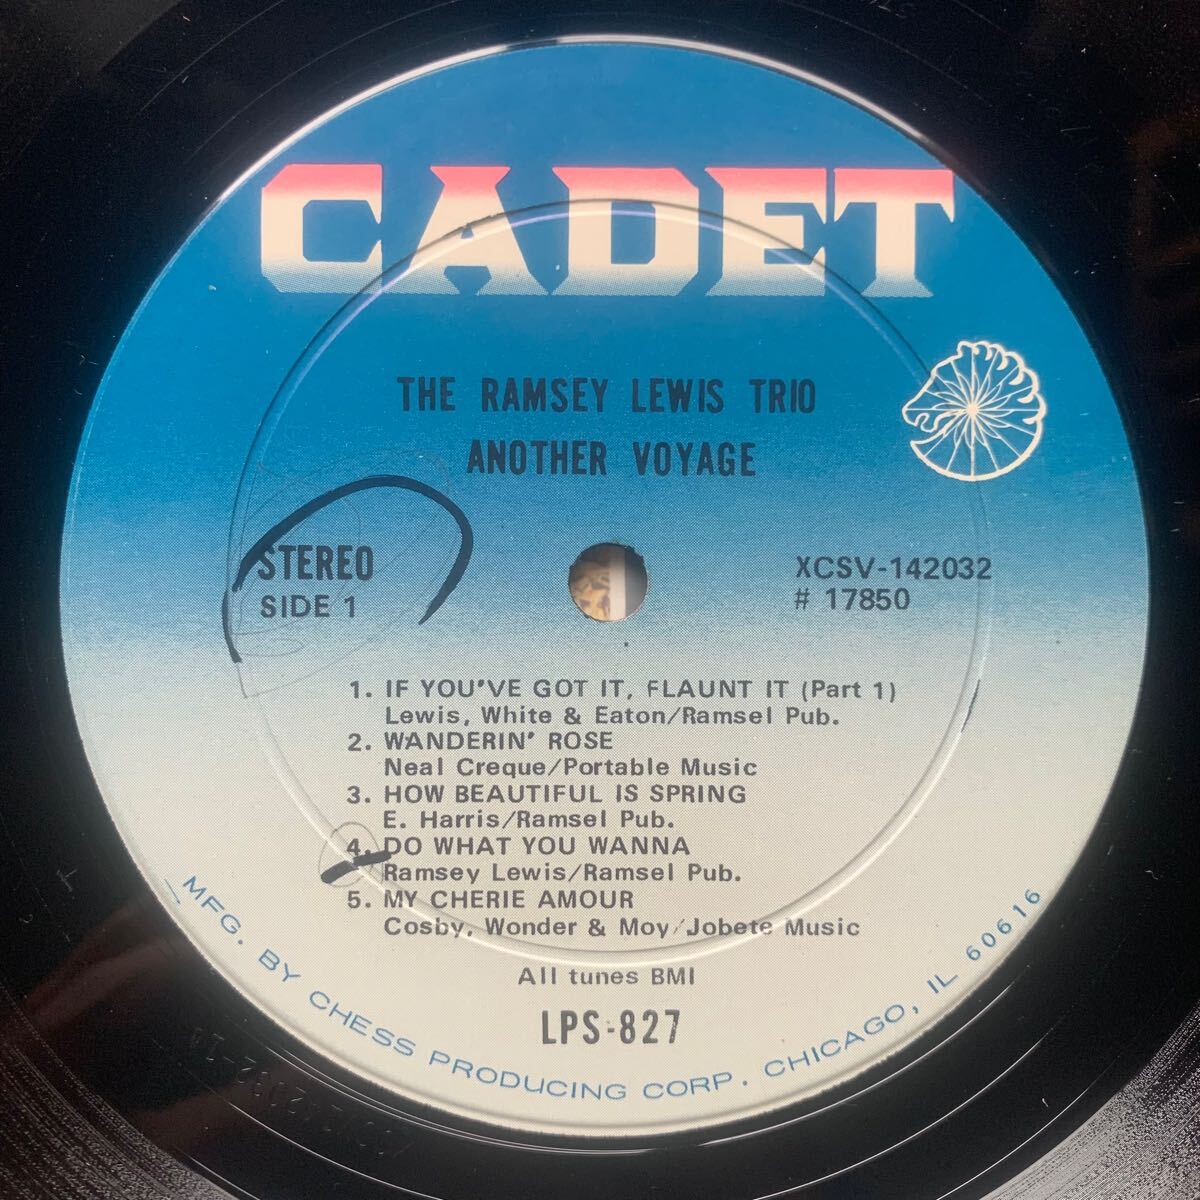 CADET
THE RAMSEY LEWIS TRIO
ANOTHER VOYAGE
STEREO
SIDE 1
XCSV-142032
# 17850
1. IF YOU'VE GOT IT, FLAUNT IT (Part 1)
Lewis, White & Eaton/Ramsel Pub.
2. WANDERIN' ROSE
Neal Creque/Portable Music
3. HOW BEAUTIFUL IS SPRING
E. Harris/Ramsel Pub.
4. DO WHAT YOU WANNA
Ramsey Lewis/Ramsel Pub.
5. MY CHERIE AMOUR
Cosby, Wonder & Moy/Jobete Music
All tunes BMI
LPS-827
MFG. BY CHESS PRODUCING CORP. CHICAGO, IL 60616